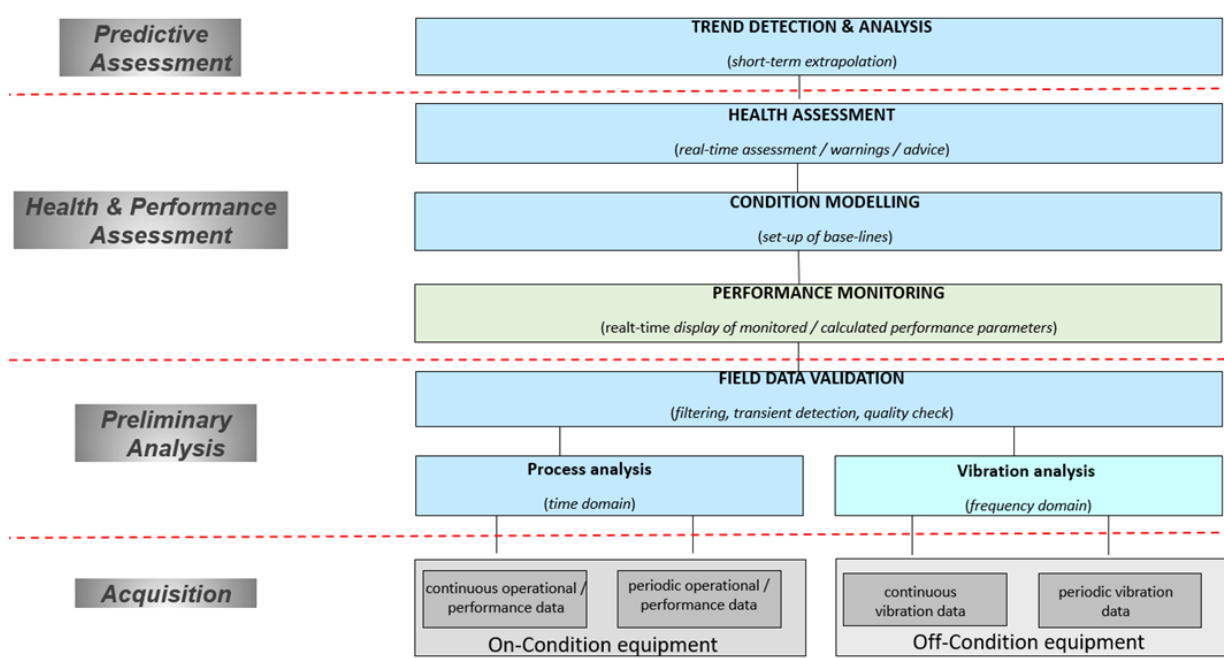 Predictive
Assessment
TREND DETECTION & ANALYSIS
(short-term extrapolation)
HEALTH ASSESSMENT
(real-time assessment / warnings / advice)
Health & Performance
Assessment
CONDITION MODELLING
(set-up of base-lines)
PERFORMANCE MONITORING
(realt-time display of monitored / calculated performance parameters)
Preliminary
Analysis
FIELD DATA VALIDATION
(filtering, transient detection, quality check)
Process analysis
(time domain)
Vibration analysis
(frequency domain)
Acquisition
continuous operational /
performance data
periodic operational /
performance data
On-Condition equipment
continuous
vibration data
periodic vibration
data
Off-Condition equipment